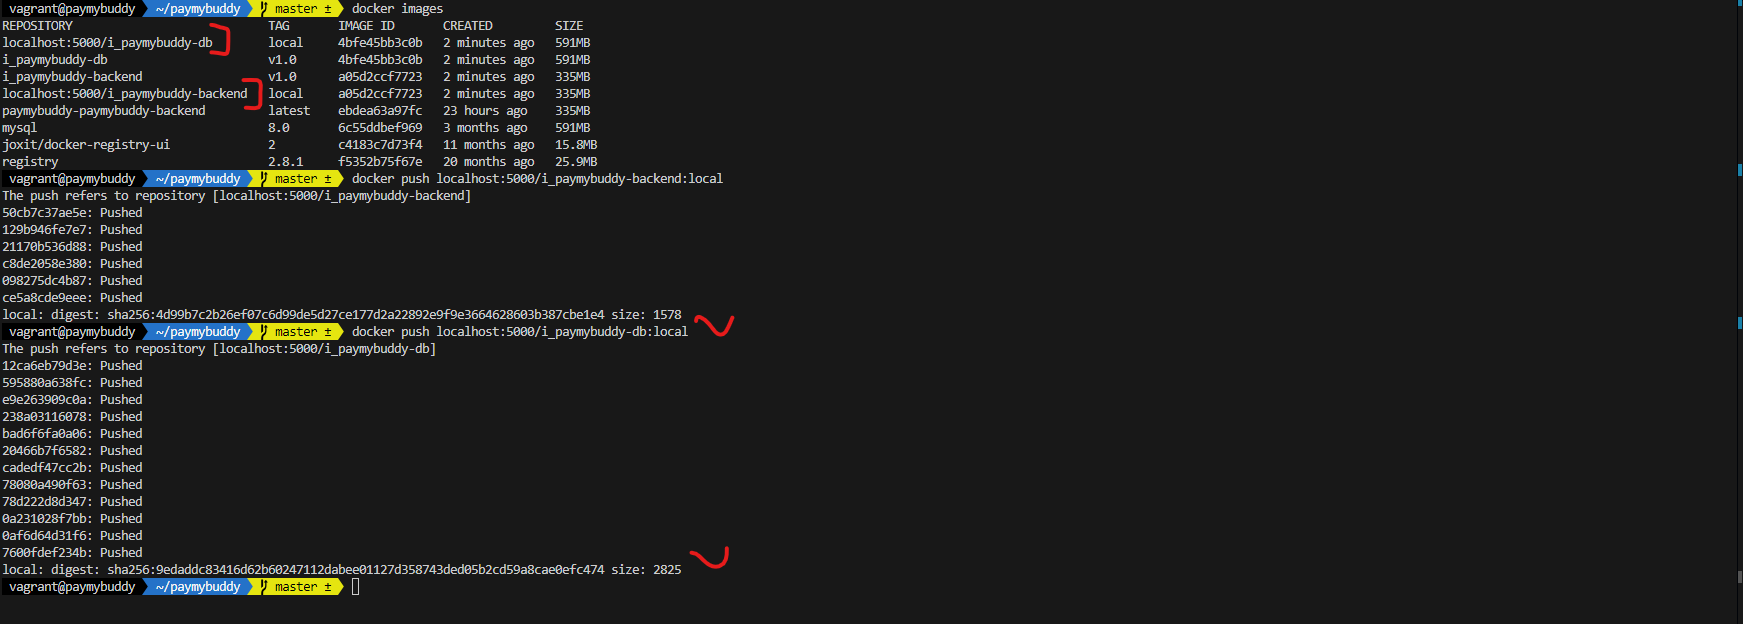 vagrant@paymybuddy ~/paymybuddy master ± docker images
REPOSITORY TAG IMAGE ID CREATED SIZE
localhost:5000/i_paymybuddy-db local 4bfe45bb3c0b 2 minutes ago 591MB
i_paymybuddy-db v1.0 4bfe45bb3c0b 2 minutes ago 591MB
i_paymybuddy-backend v1.0 a05d2ccf7723 2 minutes ago 335MB
localhost:5000/i_paymybuddy-backend local a05d2ccf7723 2 minutes ago 335MB
paymybuddy-paymybuddy-backend latest ebdea63a97fc 23 hours ago 335MB
mysql 8.0 6c55ddbef969 3 months ago 591MB
joxit/docker-registry-ui 2 c4183c7d73f4 11 months ago 15.8MB
registry 2.8.1 f5352b75f67e 20 months ago 25.9MB
vagrant@paymybuddy ~/paymybuddy master ± docker push localhost:5000/i_paymybuddy-backend:local
The push refers to repository [localhost:5000/i_paymybuddy-backend]
50cb7c37ae5e: Pushed
129b946fe7e7: Pushed
21170b536d88: Pushed
c8de2058e380: Pushed
098275dc4b87: Pushed
ce5a8cde9eee: Pushed
local: digest: sha256:4d99b7c2b26ef07c6d99de5d27ce177d2a22892e9f9e3664628603b387cbe1e4 size: 1578
vagrant@paymybuddy ~/paymybuddy master ± docker push localhost:5000/i_paymybuddy-db:local
The push refers to repository [localhost:5000/i_paymybuddy-db]
12ca6eb79d3e: Pushed
595880a638fc: Pushed
e9e263909c0a: Pushed
238a03116078: Pushed
bad6f6fa0a06: Pushed
20466b7f6582: Pushed
cadedf47cc2b: Pushed
78080a490f63: Pushed
78d222d8d347: Pushed
0a231028f7bb: Pushed
0af6d64d31f6: Pushed
7600fdef234b: Pushed
local: digest: sha256:9edaddc83416d62b60247112dabee01127d358743ded05b2cd59a8cae0efc474 size: 2825
vagrant@paymybuddy ~/paymybuddy master ±